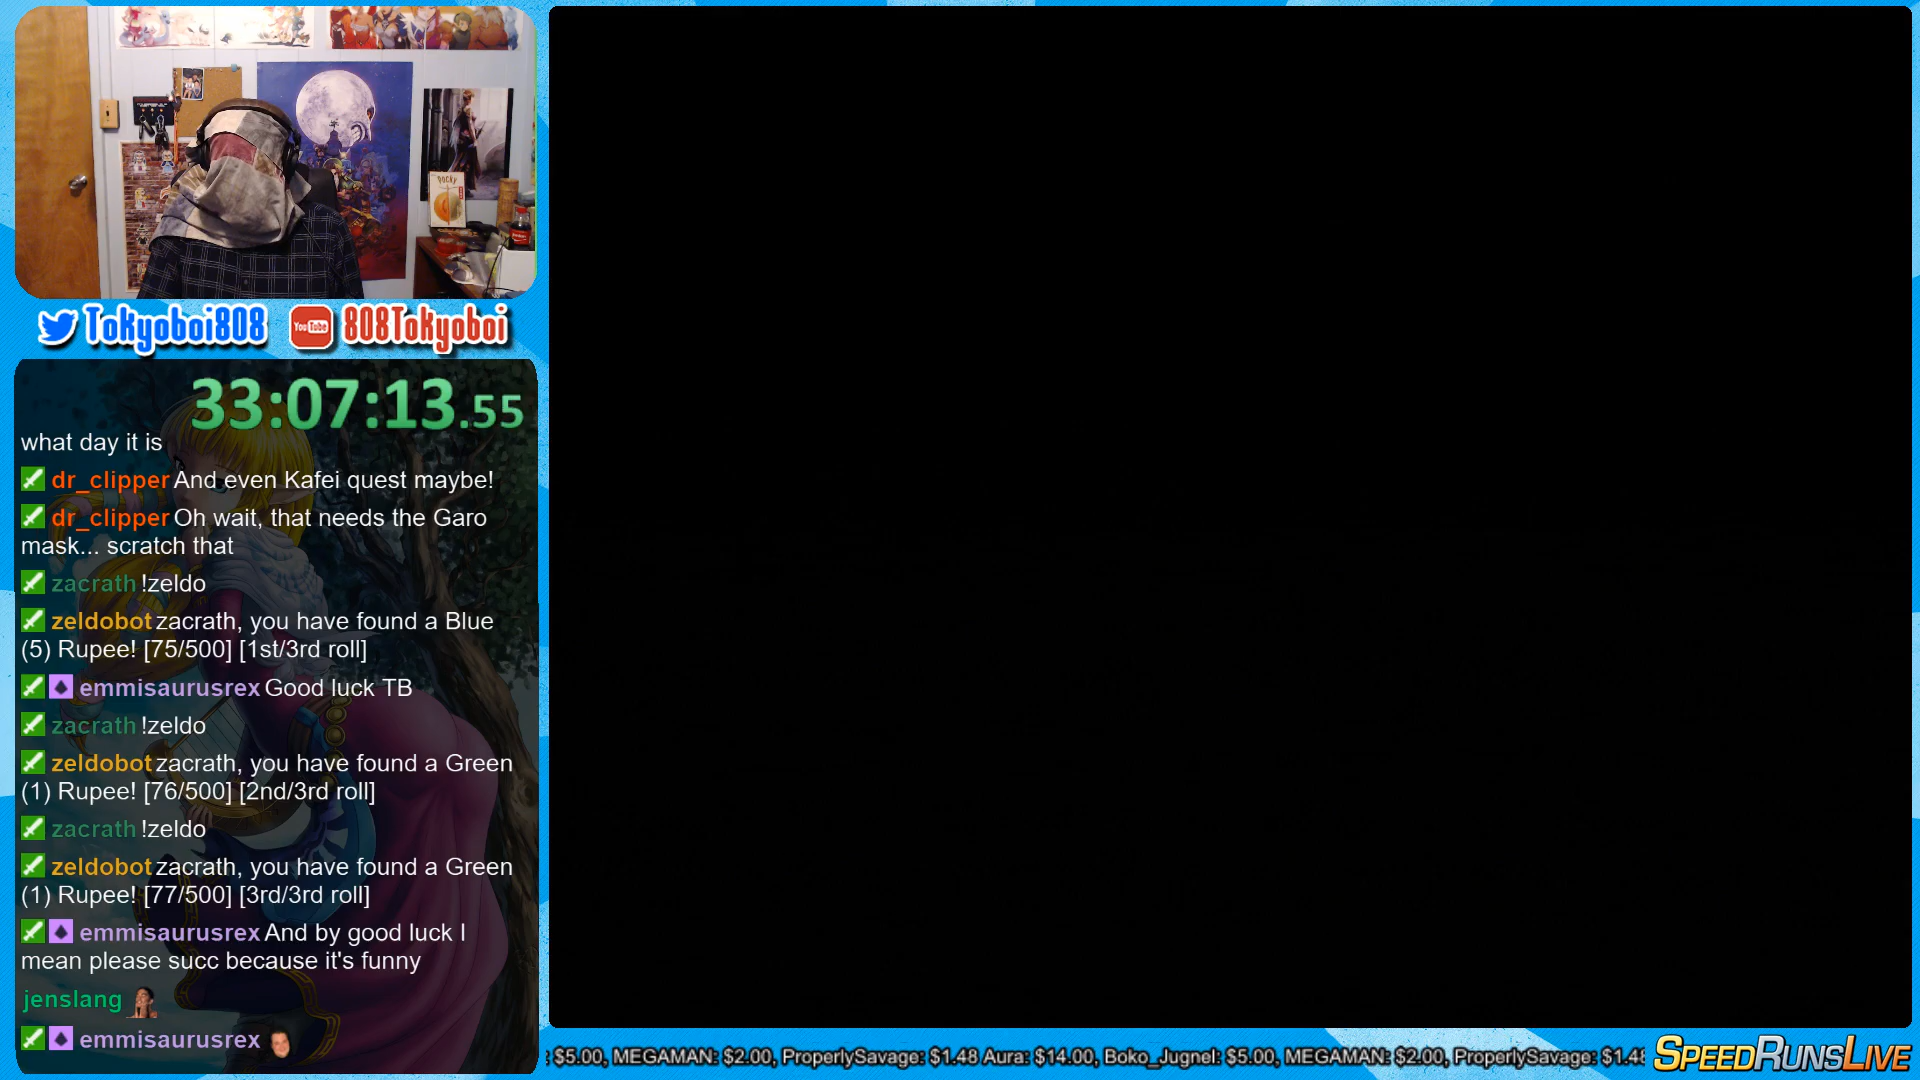 POCKY
Tokyoboi808
You Tube
808Tokyoboi
33:07:13.55
what day it is
dr_clipper And even Kafei quest maybe!
dr_clipper Oh wait, that needs the Garo
mask... scratch that
zacrath !zeldo
zeldobot zacrath, you have found a Blue
(5) Rupee! [75/500] [1st/3rd roll]
emmisaurusrex Good luck TB
zacrath !zeldo
zeldobot zacrath, you have found a Green
(1) Rupee! [76/500] [2nd/3rd roll]
zacrath !zeldo
zeldobot zacrath, you have found a Green
(1) Rupee! [77/500] [3rd/3rd roll]
emmisaurusrex And by good luck I
mean please succ because it's funny
jenslang
emmisaurusrex
: $5.00, MEGAMAN: $2.00, ProperlySavage: $1.48 Aura: $14.00, Boko_Jugnel: $5.00, MEGAMAN: $2.00, ProperlySavage: $1.48
SPEEDRUNSLIVE